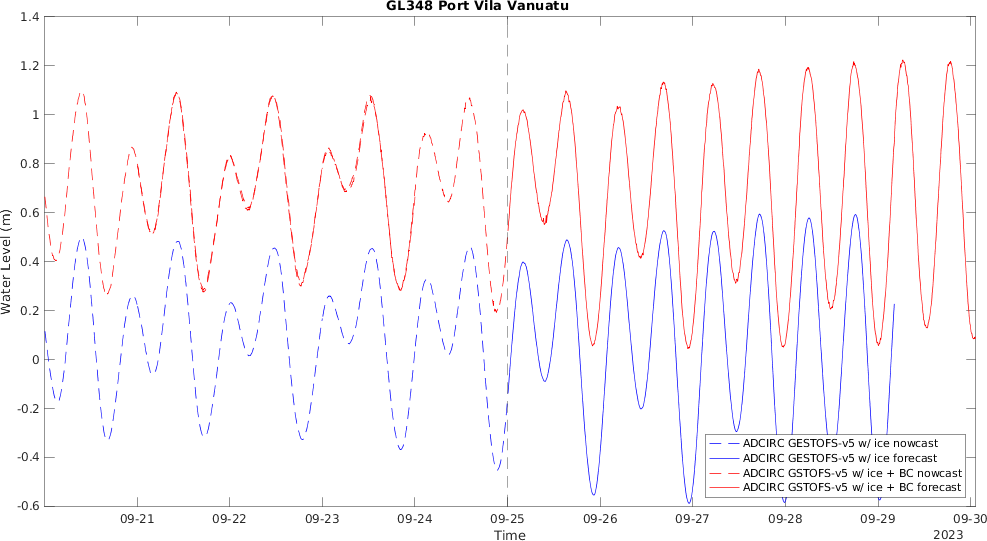 GL348 Port Vila Vanuatu
1.4
1.2
1
0.8
0.6
0.4
0.2
0
-0.2
-0.4
-0.6
Water Level (m)
ADCIRC GESTOFS-v5 w/ ice nowcast
ADCIRC GESTOFS-v5 w/ ice forecast
ADCIRC GSTOFS-v5 w/ ice + BC nowcast
ADCIRC GSTOFS-v5 w/ ice + BC forecast
09-21 09-22 09-23 09-24 09-25 09-26 09-27 09-28 09-29 09-30
Time
2023